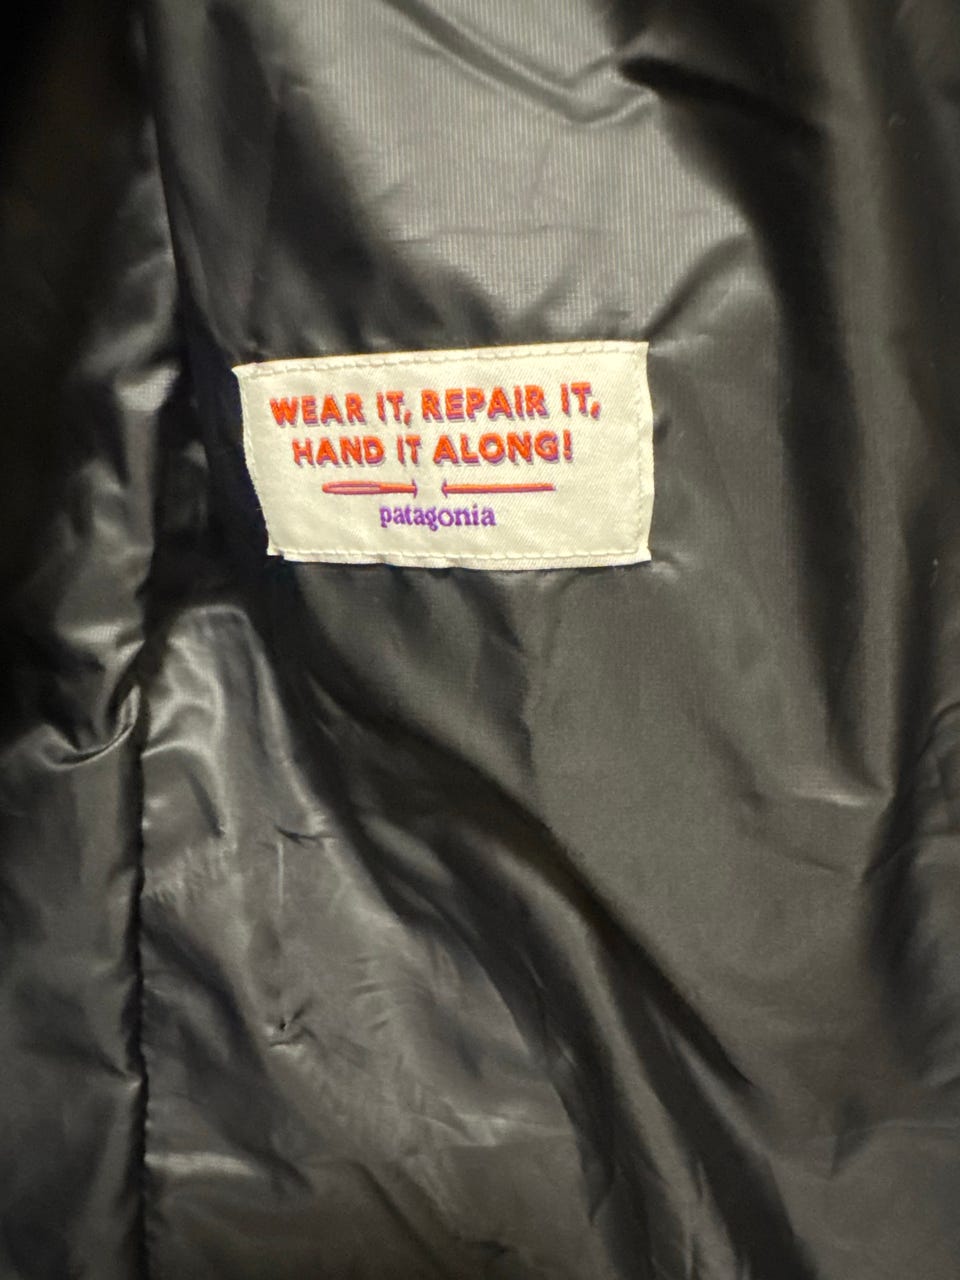 WEAR IT, REPAIR IT,
HAND IT ALONG!
patagonia